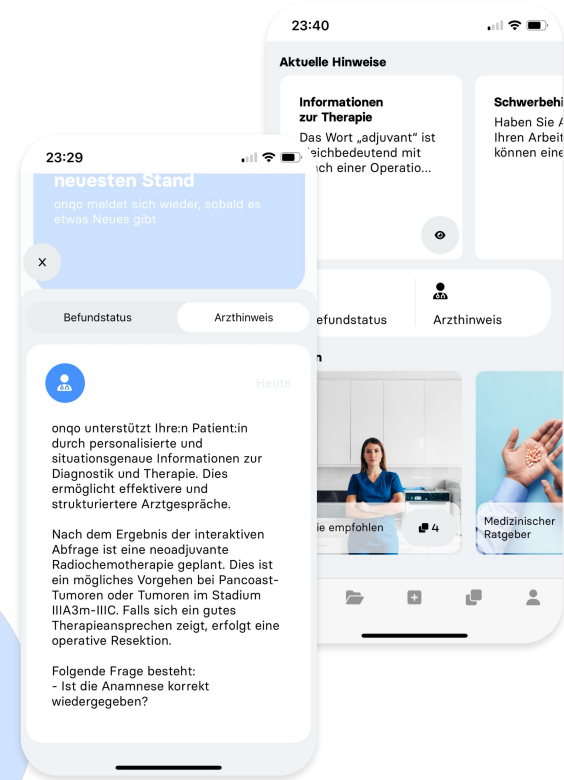 23:40
Aktuelle Hinweise
Informationen
zur Therapie
Das Wort „adjuvant" ist
mit
einer Operatio...
Schwerbehi
Haben Sie A
Ihren Arbeit
können eine
efundstatus
Arzthinweis
n
ie empfohlen
4
Medizinischer
Ratgeber
23:29
neuesten Stand
onqo meldet sich wieder, sobald es
etwas Neues gibt
X
Befundstatus
Arzthinweis
Heute
onqo unterstützt Ihre:n Patient:in
durch personalisierte und
situationsgenaue Informationen zur
Diagnostik und Therapie. Dies
ermöglicht effektivere und
strukturiertere Arztgespräche.
Nach dem Ergebnis der interaktiven
Abfrage ist eine neoadjuvante
Radiochemotherapie geplant. Dies ist
ein mögliches Vorgehen bei Pancoast-
Tumoren oder Tumoren im Stadium
IIIA3m-IIIC. Falls sich ein gutes
Therapieansprechen zeigt, erfolgt eine
operative Resektion.
Folgende Frage besteht:
- Ist die Anamnese korrekt
wiedergegeben?